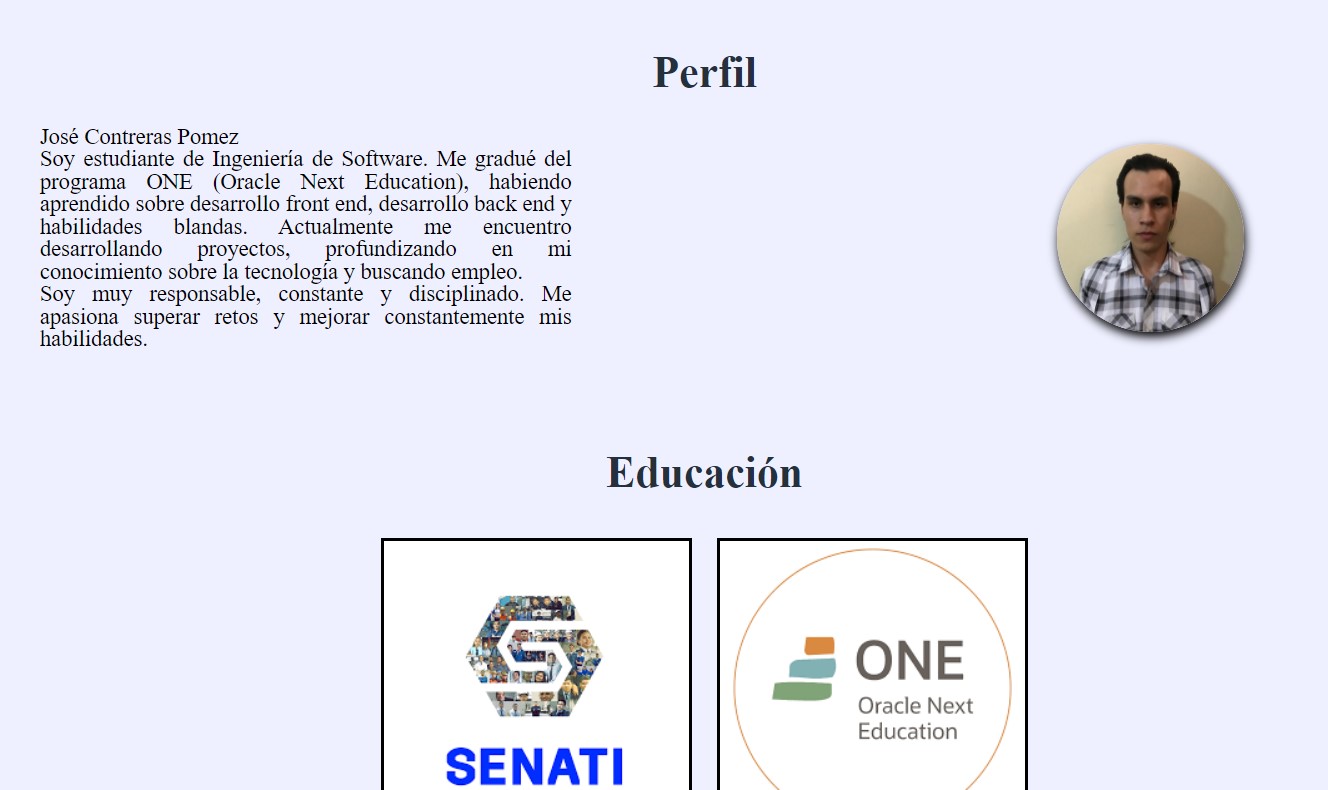 Perfil
José Contreras Pomez
Soy estudiante de Ingeniería de Software. Me gradué del
programa ONE (Oracle Next Education), habiendo
aprendido sobre desarrollo front end, desarrollo back end y
habilidades blandas. Actualmente me encuentro
desarrollando proyectos, profundizando en mi
conocimiento sobre la tecnología y buscando empleo.
Soy muy responsable, constante y disciplinado. Me
apasiona superar retos y mejorar constantemente mis
habilidades.
Educación
SENATI
ONE
Oracle Next
Education